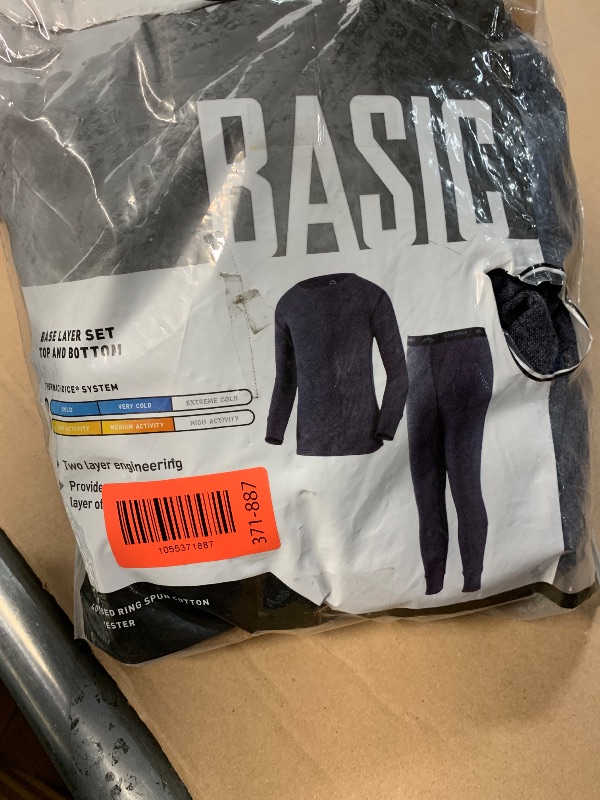 BASIC
BASE LAYER SET
TOP AND BOTTOM
SYSTEM
COLD VERY COLD EXTREME COLD
MEDIUM ACTIVITY HIGH ACTIVITY
Two layer engineering
Provide
layer of
1055371887
371-887
RING SPUN COTTON